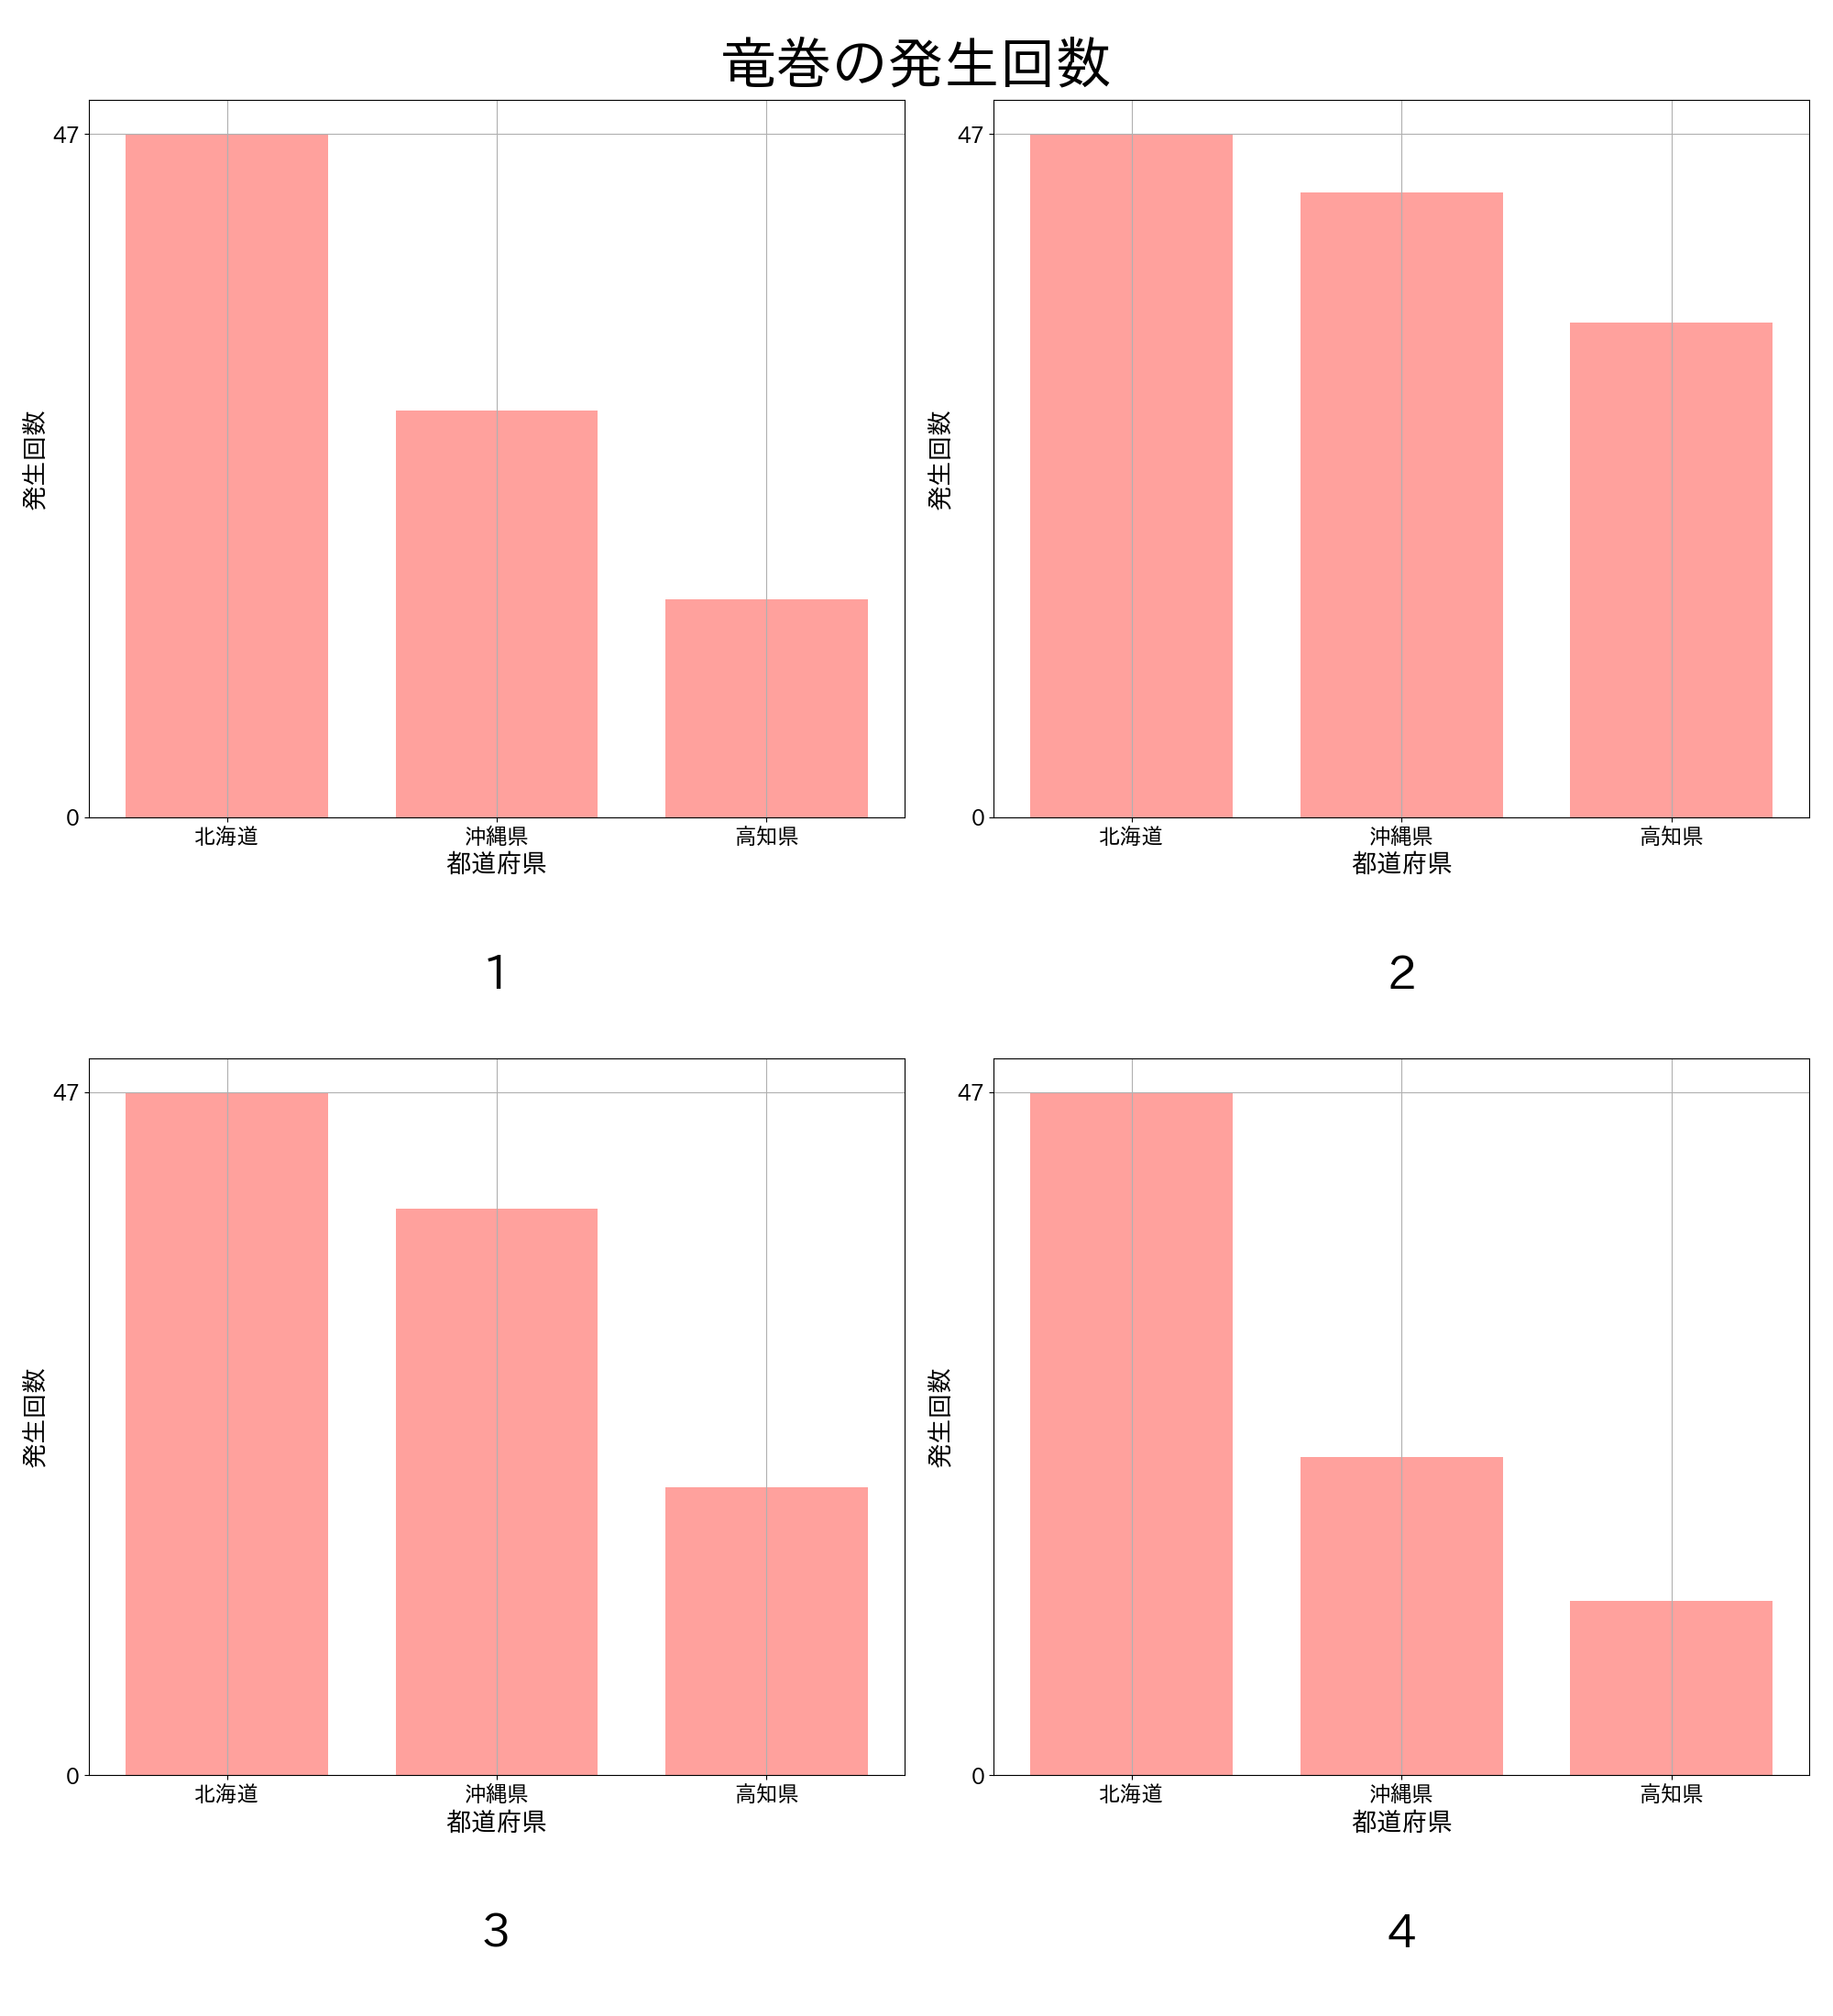 竜巻の発生回数
47
0
発生回数
北海道 沖縄県 高知県
都道府県
1
47
0
発生回数
北海道 沖縄県 高知県
都道府県
2
47
0
発生回数
北海道 沖縄県 高知県
都道府県
3
47
0
発生回数
北海道 沖縄県 高知県
都道府県
4